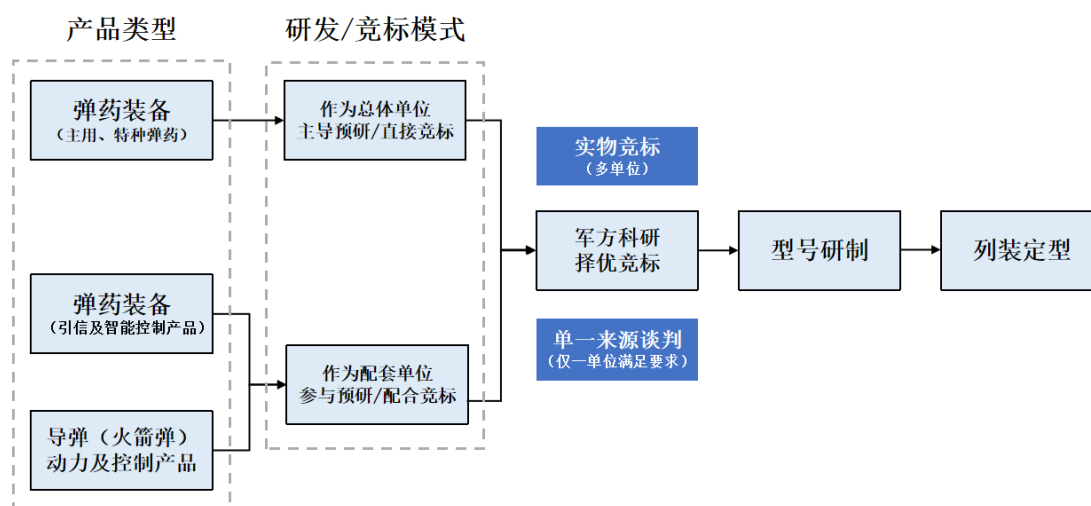 产品类型
研发/竞标模式
弹药装备
（主用、特种弹药）
作为总体单位
主导预研/直接竞标
实物竞标
（多单位）
军方科研
择优竞标
型号研制
列装定型
弹药装备
（引信及智能控制产品）
单一来源谈判
（仅一单位满足要求）
作为配套单位
参与预研/配合竞标
导弹（火箭弹）
动力及控制产品